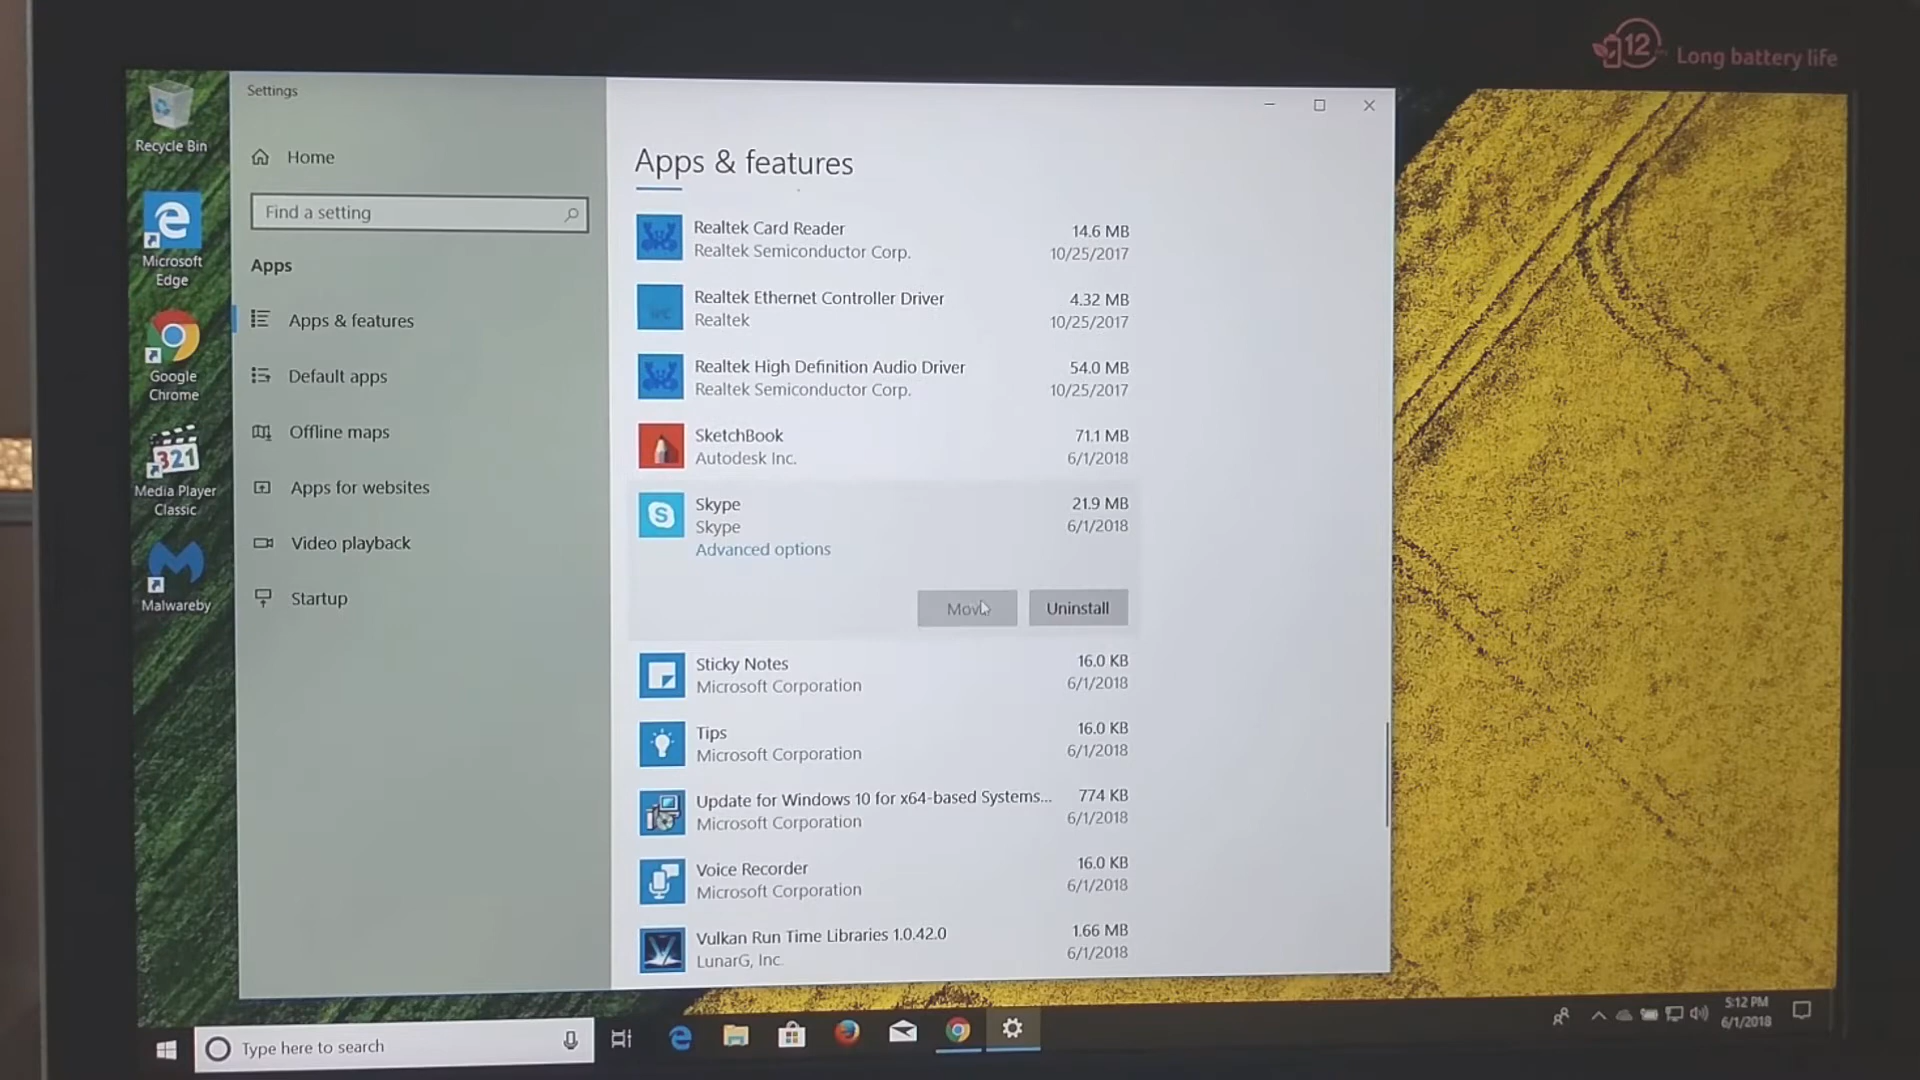 12
Long battery life
Recycle Bin
Microsoft
Edge
Google
Chrome
321
Media Player
Classic
Malwareby
Settings
Home
Find a setting
Apps
Apps & features
Default apps
Offline maps
Apps for websites
Video playback
Startup
Apps & features
Realtek Card Reader
14.6 MB
Realtek Semiconductor Corp.
10/25/2017
Realtek Ethernet Controller Driver
4.32 MB
Realtek
10/25/2017
Realtek High Definition Audio Driver
54.0 MB
Realtek Semiconductor Corp.
10/25/2017
SketchBook
71.1 MB
Autodesk Inc.
6/1/2018
Skype
21.9 MB
Skype
6/1/2018
Advanced options
Move
Uninstall
Sticky Notes
16.0 KB
Microsoft Corporation
6/1/2018
Tips
16.0 KB
Microsoft Corporation
6/1/2018
Update for Windows 10 for x64-based Systems...
774 KB
Microsoft Corporation
6/1/2018
Voice Recorder
16.0 KB
Microsoft Corporation
6/1/2018
Vulkan Run Time Libraries 1.0.42.0
1.66 MB
LunarG, Inc.
6/1/2018
Type here to search
5:12 PM
6/1/2018